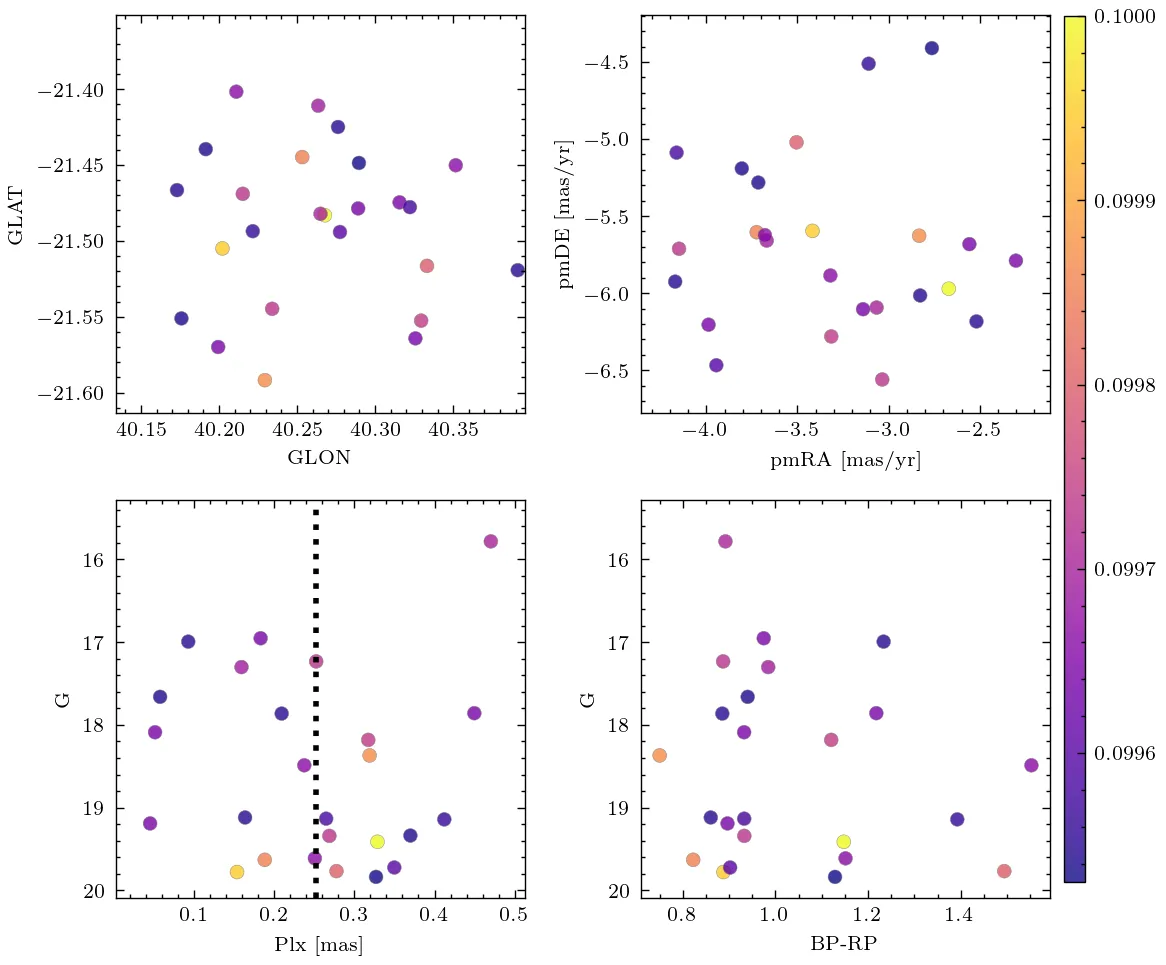 −21.40
−21.45
−21.50
−21.55
−21.60
GLAT
40.15 40.20 40.25 40.30 40.35
GLON
−4.5
−5.0
−5.5
−6.0
−6.5
pmDE [mas/yr]
−4.0 −3.5 −3.0 −2.5
pmRA [mas/yr]
0.1000
0.0999
0.0998
0.0997
0.0996
16
17
18
19
20
G
0.1 0.2 0.3 0.4 0.5
Plx [mas]
16
17
18
19
20
G
0.8 1.0 1.2 1.4
BP-RP